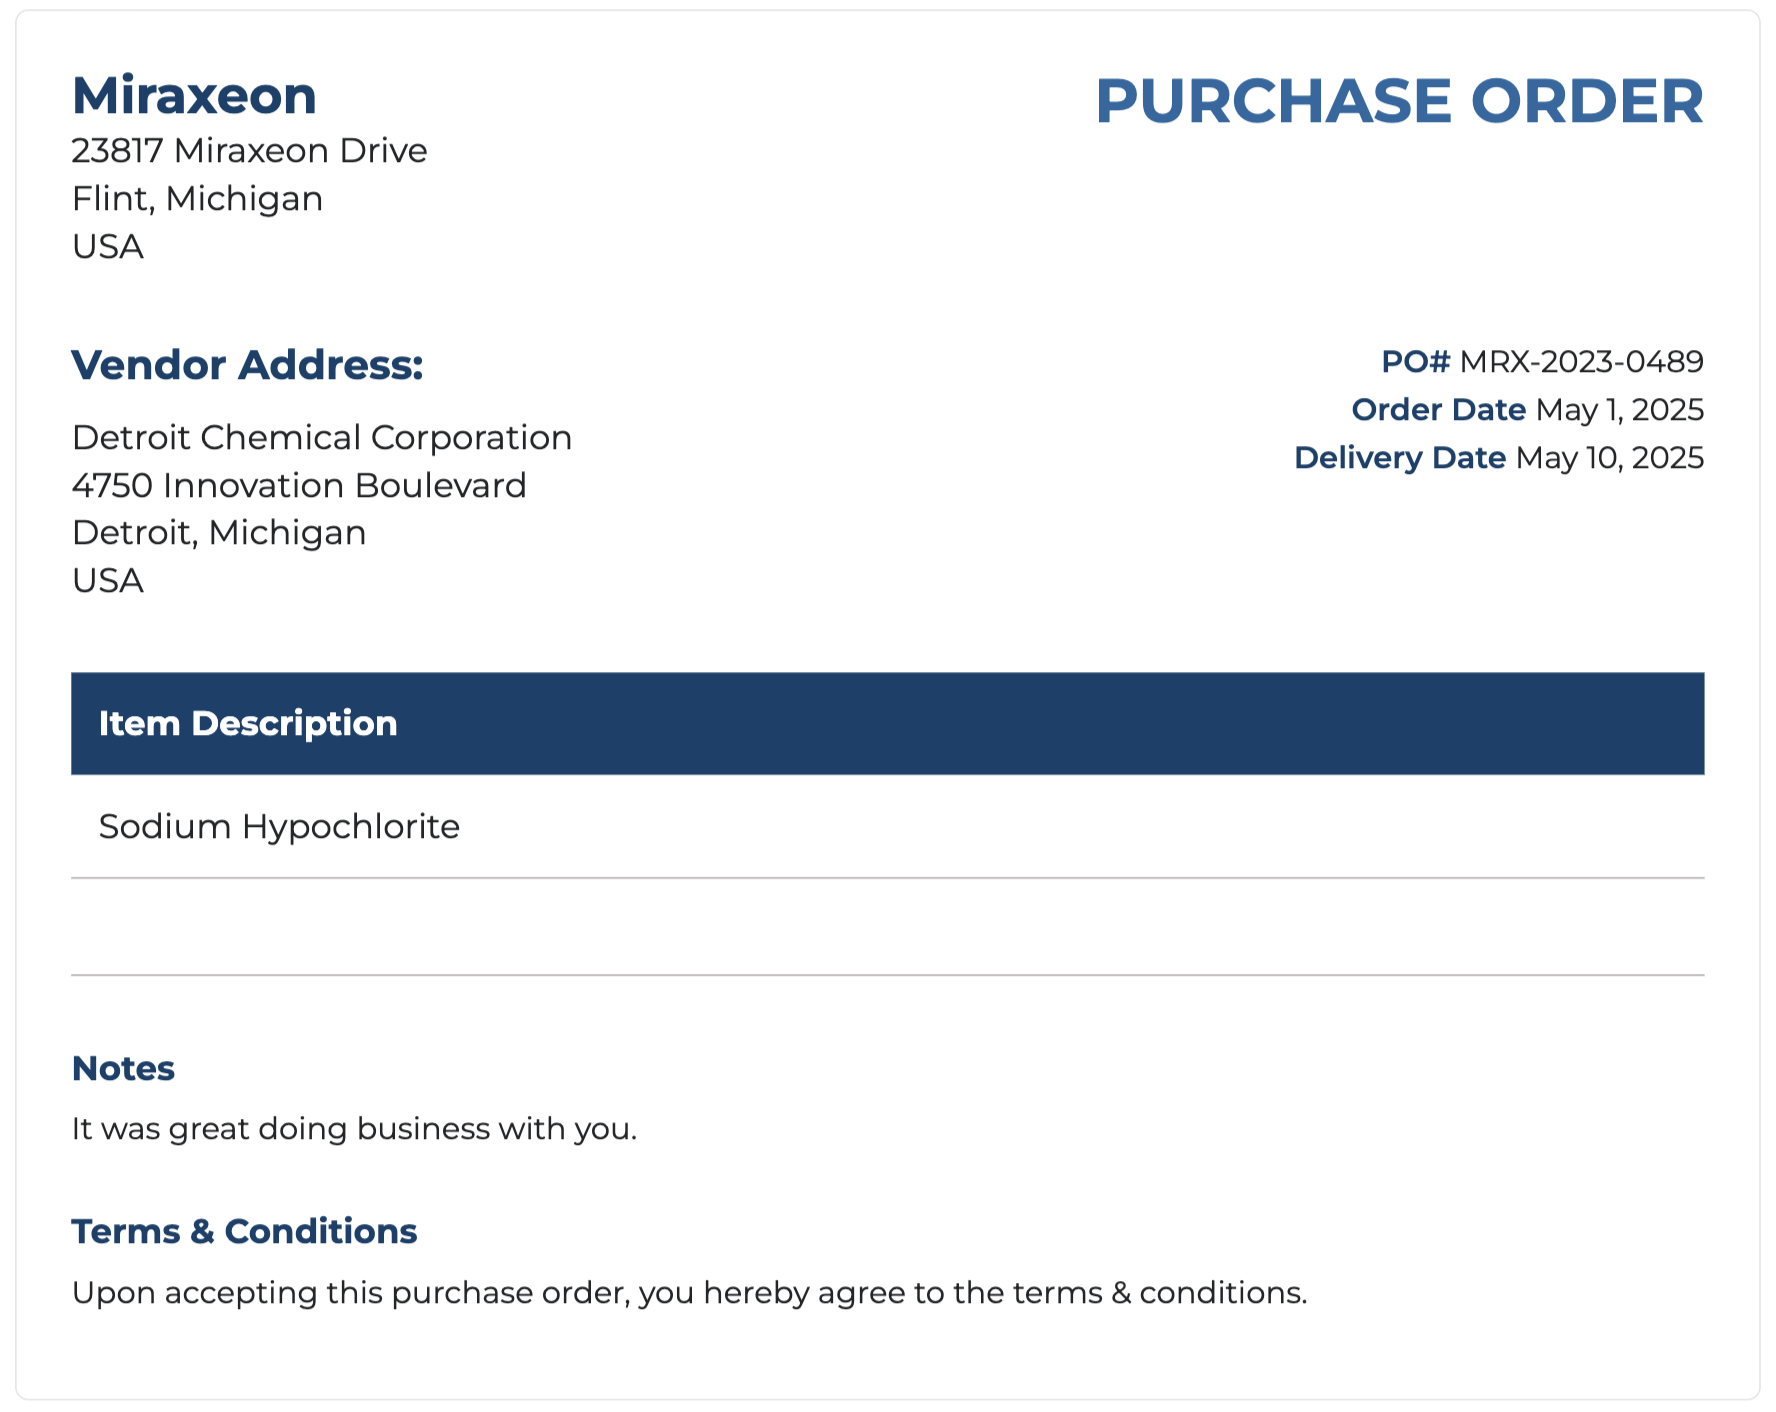 Miraxeon
PURCHASE ORDER
23817 Miraxeon Drive
Flint, Michigan
USA
Vendor Address:
Detroit Chemical Corporation
4750 Innovation Boulevard
Detroit, Michigan
USA
PO# MRX-2023-0489
Order Date May 1, 2025
Delivery Date May 10, 2025
Item Description
Sodium Hypochlorite
Notes
It was great doing business with you.
Terms & Conditions
Upon accepting this purchase order, you hereby agree to the terms & conditions.